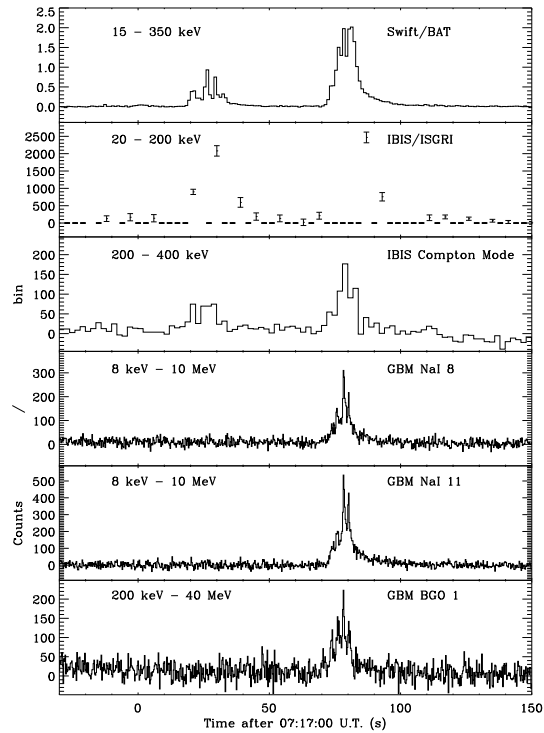 2.5
2.0
1.5
1.0
0.5
0.0
15 – 350 keV
Swift/BAT
2500
2000
1500
1000
500
0
20 – 200 keV
IBIS/ISGRI
200
150
100
50
0
200 – 400 keV
IBIS Compton Mode
300
200
100
0
8 keV – 10 MeV
GBM NaI 8
500
400
300
200
100
0
8 keV – 10 MeV
GBM NaI 11
200
150
100
50
0
200 keV – 40 MeV
GBM BGO 1
Counts / bin
0
50
100
150
Time after 07:17:00 U.T. (s)